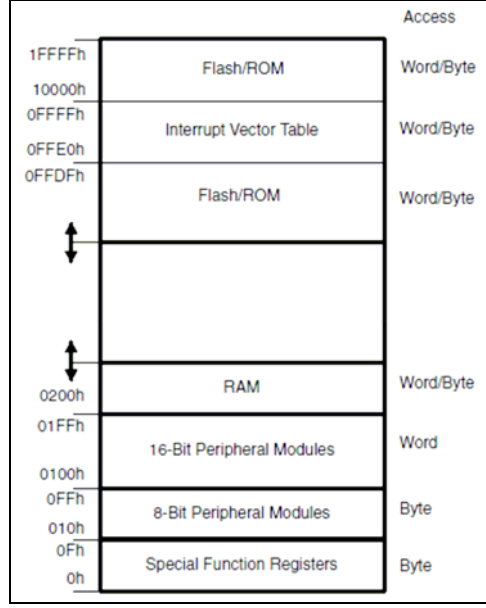 Access
1FFFFh
Flash/ROM
Word/Byte
10000h
0FFFFh
Interrupt Vector Table
Word/Byte
0FFE0h
0FFDFh
Flash/ROM
Word/Byte
RAM
Word/Byte
0200h
01FFh
16-Bit Peripheral Modules
Word
0100h
0FFh
8-Bit Peripheral Modules
Byte
010h
0Fh
Special Function Registers
Byte
0h